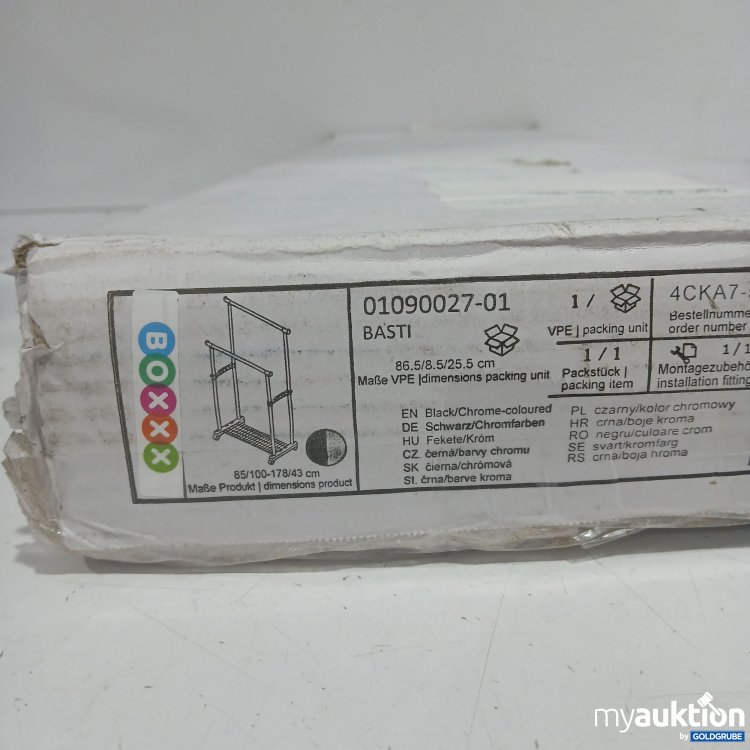 BOXXX
85/100-178/43 cm
Maße Produkt | dimensions product
01090027-01
BASTI
86.5/8.5/25.5 cm
Maße VPE |dimensions packing unit
1 /
VPE | packing unit
1 / 1
Packstück |
packing item
4CKA7-
Bestellnumme
order number
1 / 1
Montagezubehö
installation fitting
EN Black/Chrome-coloured
DE Schwarz/Chromfarben
HU Fekete/Króm
CZ černá/barvy chromu
SK čierna/chrómová
SI. črna/barve kroma
PL czarny/kolor chromowy
HR crna/boje kroma
RO negru/culoare crom
SE svart/kromfarg
RS crna/boja hroma
myauktion
by GOLDGRUBE